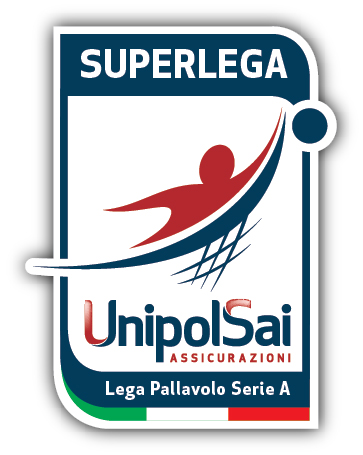 SUPERLEGA
UnipolSai
ASSICURAZIONI
Lega Pallavolo Serie A